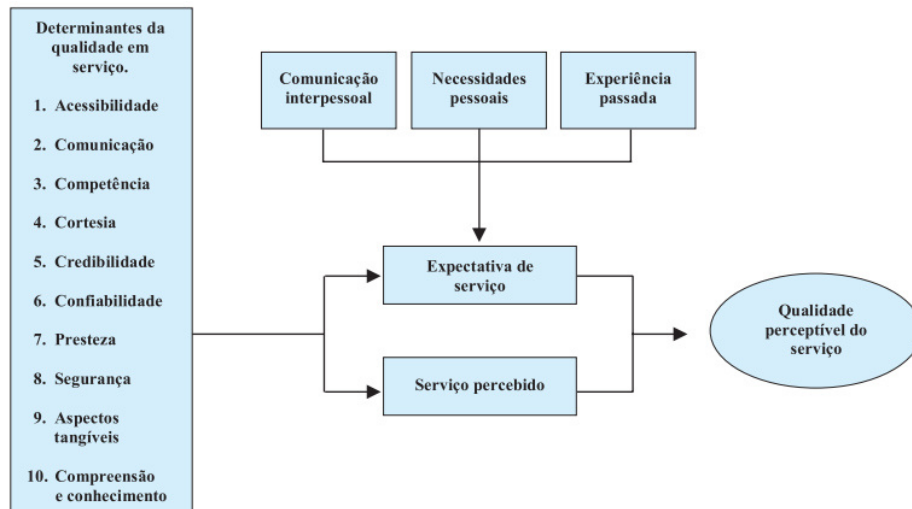 Determinantes da
qualidade em
serviço.
1. Acessibilidade
2. Comunicação
3. Competência
4. Cortesia
5. Credibilidade
6. Confiabilidade
7. Presteza
8. Segurança
9. Aspectos
tangíveis
10. Compreensão
e conhecimento
Comunicação
interpessoal
Necessidades
pessoais
Experiência
passada
Expectativa de
serviço
Serviço percebido
Qualidade
perceptível do
serviço